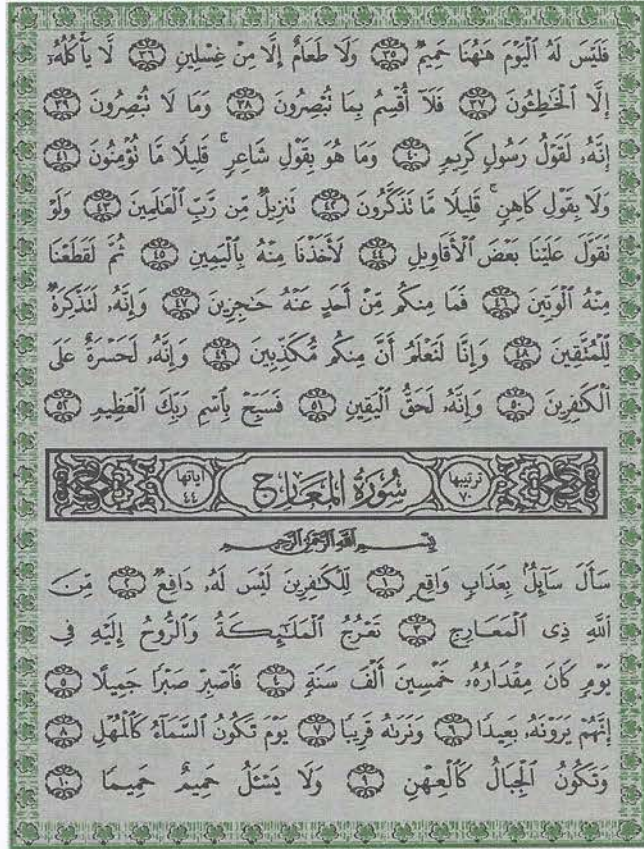 فَلَيْسَ لَهُ ٱلْيَوْمَ هَـٰهُنَا حَمِيمٌ ٣٥ وَلَا طَعَامٌ إِلَّا مِنْ غِسْلِينٍ ٣٦ لَّا يَأْكُلُهُۥٓ
إِلَّا ٱلْخَـٰطِـُٔونَ ٣٧ فَلَآ أُقْسِمُ بِمَا تُبْصِرُونَ ٣٨ وَمَا لَا تُبْصِرُونَ ٣٩
إِنَّهُۥ لَقَوْلُ رَسُولٍ كَرِيمٍ ٤٠ وَمَا هُوَ بِقَوْلِ شَاعِرٍ ۚ قَلِيلًا مَّا تُؤْمِنُونَ ٤١
وَلَا بِقَوْلِ كَاهِنٍ ۚ قَلِيلًا مَّا تَذَكَّرُونَ ٤٢ تَنزِيلٌ مِّن رَّبِّ ٱلْعَـٰلَمِينَ ٤٣ وَلَوْ
تَقَوَّلَ عَلَيْنَا بَعْضَ ٱلْأَقَاوِيلِ ٤٤ لَأَخَذْنَا مِنْهُ بِٱلْيَمِينِ ٤٥ ثُمَّ لَقَطَعْنَا
مِنْهُ ٱلْوَتِينَ ٤٦ فَمَا مِنكُم مِّنْ أَحَدٍ عَنْهُ حَـٰجِزِينَ ٤٧ وَإِنَّهُۥ لَتَذْكِرَةٌ
لِّلْمُتَّقِينَ ٤٨ وَإِنَّا لَنَعْلَمُ أَنَّ مِنكُم مُّكَذِّبِينَ ٤٩ وَإِنَّهُۥ لَحَسْرَةٌ عَلَى
ٱلْكَـٰفِرِينَ ٥٠ وَإِنَّهُۥ لَحَقُّ ٱلْيَقِينِ ٥١ فَسَبِّحْ بِٱسْمِ رَبِّكَ ٱلْعَظِيمِ ٥٢
ترتيبها ٧٠ سُورَةُ المَعَارِج آياتها ٤٤
بِسْمِ ٱللَّهِ ٱلرَّحْمَـٰنِ ٱلرَّحِيمِ
سَأَلَ سَآئِلٌۢ بِعَذَابٍ وَاقِعٍ ١ لِّلْكَـٰفِرِينَ لَيْسَ لَهُۥ دَافِعٌ ٢ مِّنَ
ٱللَّهِ ذِى ٱلْمَعَارِجِ ٣ تَعْرُجُ ٱلْمَلَـٰٓئِكَةُ وَٱلرُّوحُ إِلَيْهِ فِى
يَوْمٍ كَانَ مِقْدَارُهُۥ خَمْسِينَ أَلْفَ سَنَةٍ ٤ فَٱصْبِرْ صَبْرًا جَمِيلًا ٥
إِنَّهُمْ يَرَوْنَهُۥ بَعِيدًا ٦ وَنَرَىٰهُ قَرِيبًا ٧ يَوْمَ تَكُونُ ٱلسَّمَآءُ كَٱلْمُهْلِ ٨
وَتَكُونُ ٱلْجِبَالُ كَٱلْعِهْنِ ٩ وَلَا يَسْـَٔلُ حَمِيمٌ حَمِيمًا ١٠